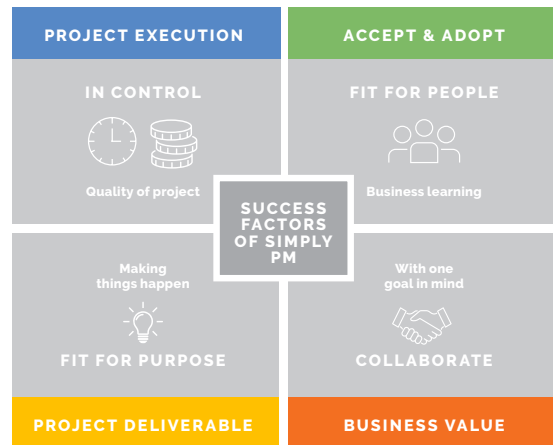 PROJECT EXECUTION
IN CONTROL
Quality of project
ACCEPT & ADOPT
FIT FOR PEOPLE
Business learning
SUCCESS
FACTORS
OF SIMPLY
PM
Making
things happen
FIT FOR PURPOSE
PROJECT DELIVERABLE
With one
goal in mind
COLLABORATE
BUSINESS VALUE